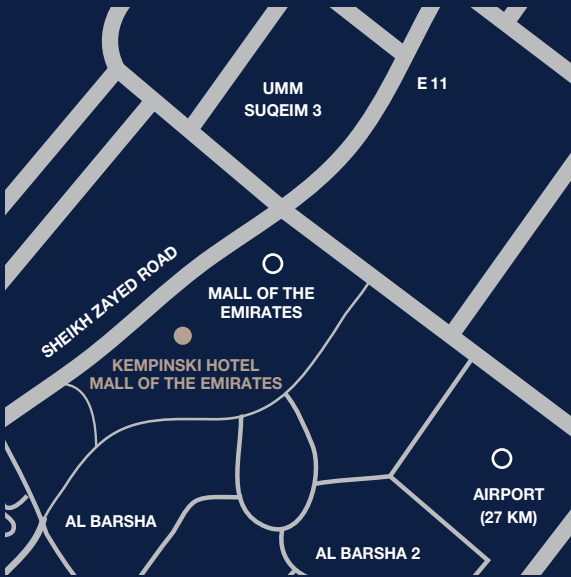 UMM
SUQEIM 3
E 11
SHEIKH ZAYED ROAD
MALL OF THE
EMIRATES
KEMPINSKI HOTEL
MALL OF THE EMIRATES
AIRPORT
(27 KM)
AL BARSHA
AL BARSHA 2